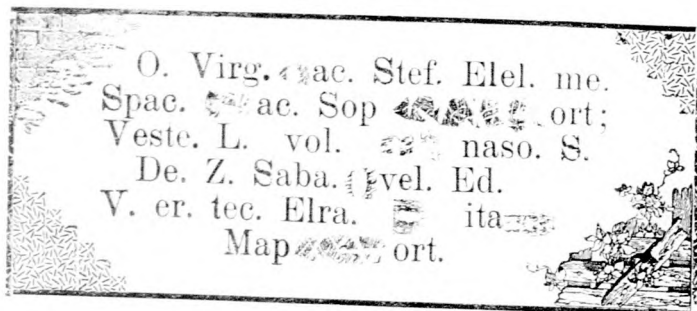 O. Virg. ac. Stef. Elel. me.
Spac. ac. Sop ort;
Veste. L. vol. naso. S.
De. Z. Saba. vel. Ed.
V. er. tec. Elra. ita
Map ort.